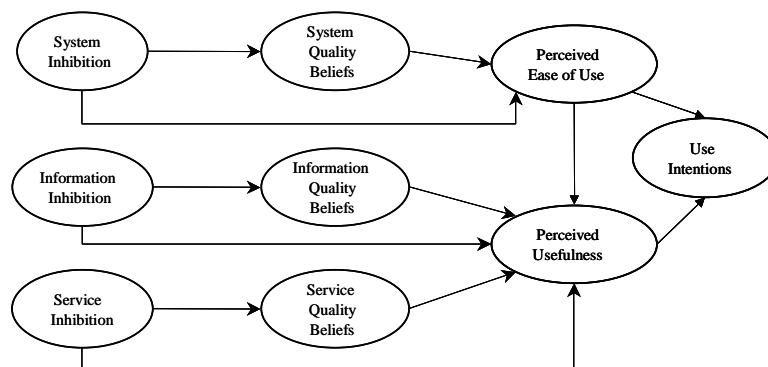 System
Inhibition
System
Quality
Beliefs
Perceived
Ease of Use
Use
Intentions
Information
Inhibition
Information
Quality
Beliefs
Perceived
Usefulness
Service
Inhibition
Service
Quality
Beliefs